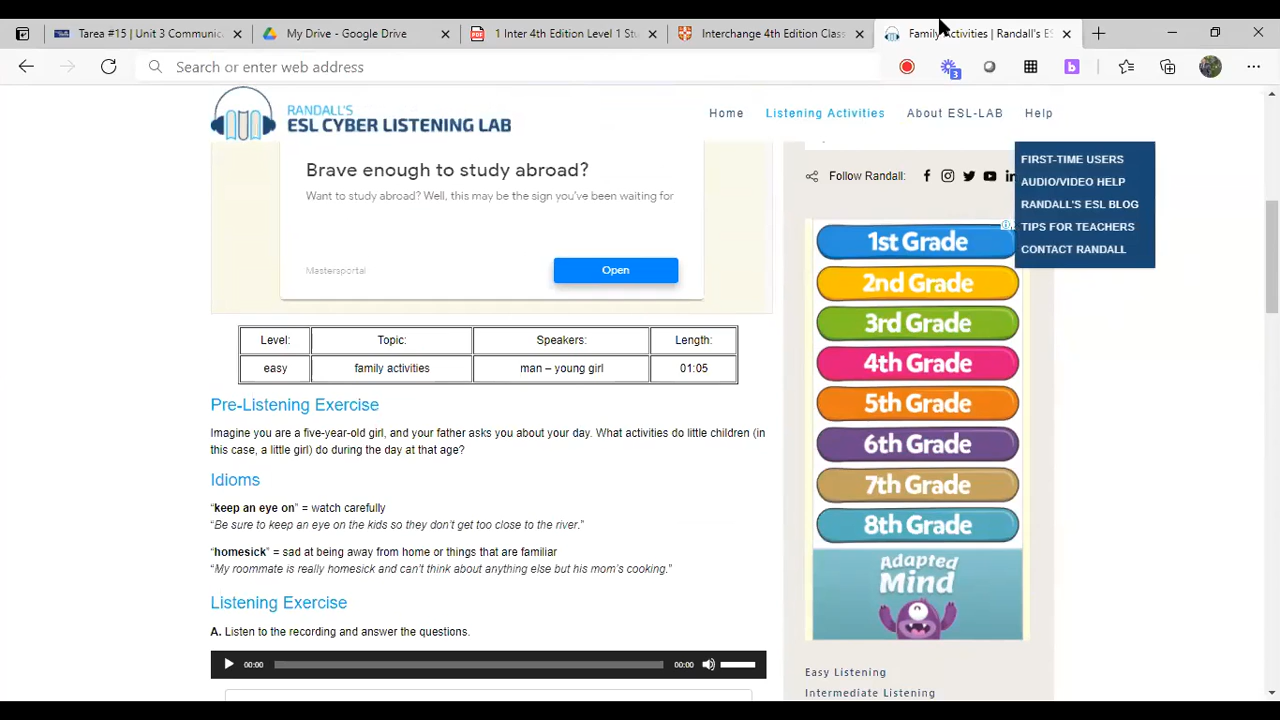 Tarea #15 | Unit 3 Communic
My Drive - Google Drive
1 Inter 4th Edition Level 1 Stu
Interchange 4th Edition Class
Family Activities | Randall's ES
Search or enter web address
3
b
RANDALL'S
ESL CYBER LISTENING LAB
Home
Listening Activities
About ESL-LAB
Help
FIRST-TIME USERS
AUDIO/VIDEO HELP
RANDALL'S ESL BLOG
TIPS FOR TEACHERS
CONTACT RANDALL
Brave enough to study abroad?
Want to study abroad? Well, this may be the sign you've been waiting for
Mastersportal
Open
Follow Randall:
1st Grade
2nd Grade
3rd Grade
4th Grade
5th Grade
6th Grade
7th Grade
8th Grade
Adapted
Mind
Level: Topic: Speakers: Length:
easy family activities man – young girl 01:05
Pre-Listening Exercise
Imagine you are a five-year-old girl, and your father asks you about your day. What activities do little children (in
this case, a little girl) do during the day at that age?
Idioms
“keep an eye on” = watch carefully
“Be sure to keep an eye on the kids so they don’t get too close to the river.”
“homesick” = sad at being away from home or things that are familiar
“My rommate is really homesick and can’t think about anything else but his mom’s cooking.”
Listening Exercise
A. Listen to the recording and answer the questions.
00:00
00:00
Easy Listening
Intermediate Listening